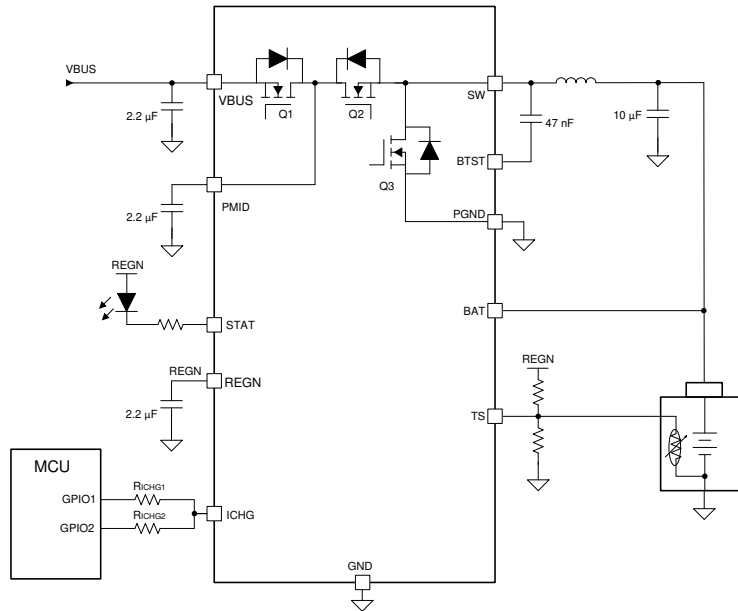 VBUS
2.2 µF
VBUS
Q1
Q2
SW
47 nF
10 µF
BTST
Q3
2.2 µF
PMID
PGND
REGN
STAT
BAT
REGN
REGN
REGN
2.2 µF
TS
MCU
GPIO1
RICHG1
GPIO2
RICHG2
ICHG
GND